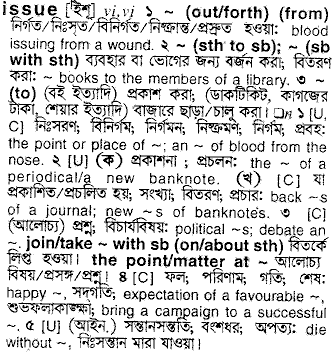 issue [ইশূ] vi,vi ১ ~ (out/forth) (from)
নির্গত/নিঃসৃত/বিনির্গত/নিষ্ক্রান্ত/প্রসৃত হওয়া: blood
issuing from a wound. ২ ~ (sth to sb); ~ (sb
with sth) ব্যবহার বা ভোগের জন্য বর্জন করা; বিতরণ
করা: ~ books to the members of a library. ৩ ~
(to) (বই ইত্যাদি) প্রকাশ করা; (ডাকটিকিট, কাগজের
টাকা, শেয়ার ইত্যাদি) বাজারে ছাড়া/চালু করা। □n ১ [U,
C] নিঃসরণ, বিনির্গম, নির্গমন, নিষ্ক্রমণ, নির্গম, প্রবহ:
the point or place of ~; an ~ of blood from the
nose. ২ [U] (ক) প্রকাশনা ; প্রচলন: the ~ of a
periodical/a new banknote. (খ) [C] যা
প্রকাশিত/প্রচলিত হয়; সংখ্যা; বিতরণ; প্রচার: back ~s
of a journal; new ~s of banknotes. ৩ [C]
(আলোচ্য) প্রশ্ন; বিচার্যবিষয়: political ~s; debate an
~. join/take ~ with sb (on/about sth) বিতর্কে
লিপ্ত হওয়া। the point/matter at ~ আলোচ্য
বিষয়/প্রসঙ্গ/প্রশ্ন। ৪ [C] ফল; পরিণাম; গতি; শেষ:
happy ~, সদ্‌গতি; expectation of a favourable ~,
শুভফলাকাঙ্ক্ষা; bring a campaign to a successful
~. ৫ [U] (আইন.) সন্তানসন্ততি; বংশধর; অপত্য: die
without ~, নিঃসন্তান মারা যাওয়া।